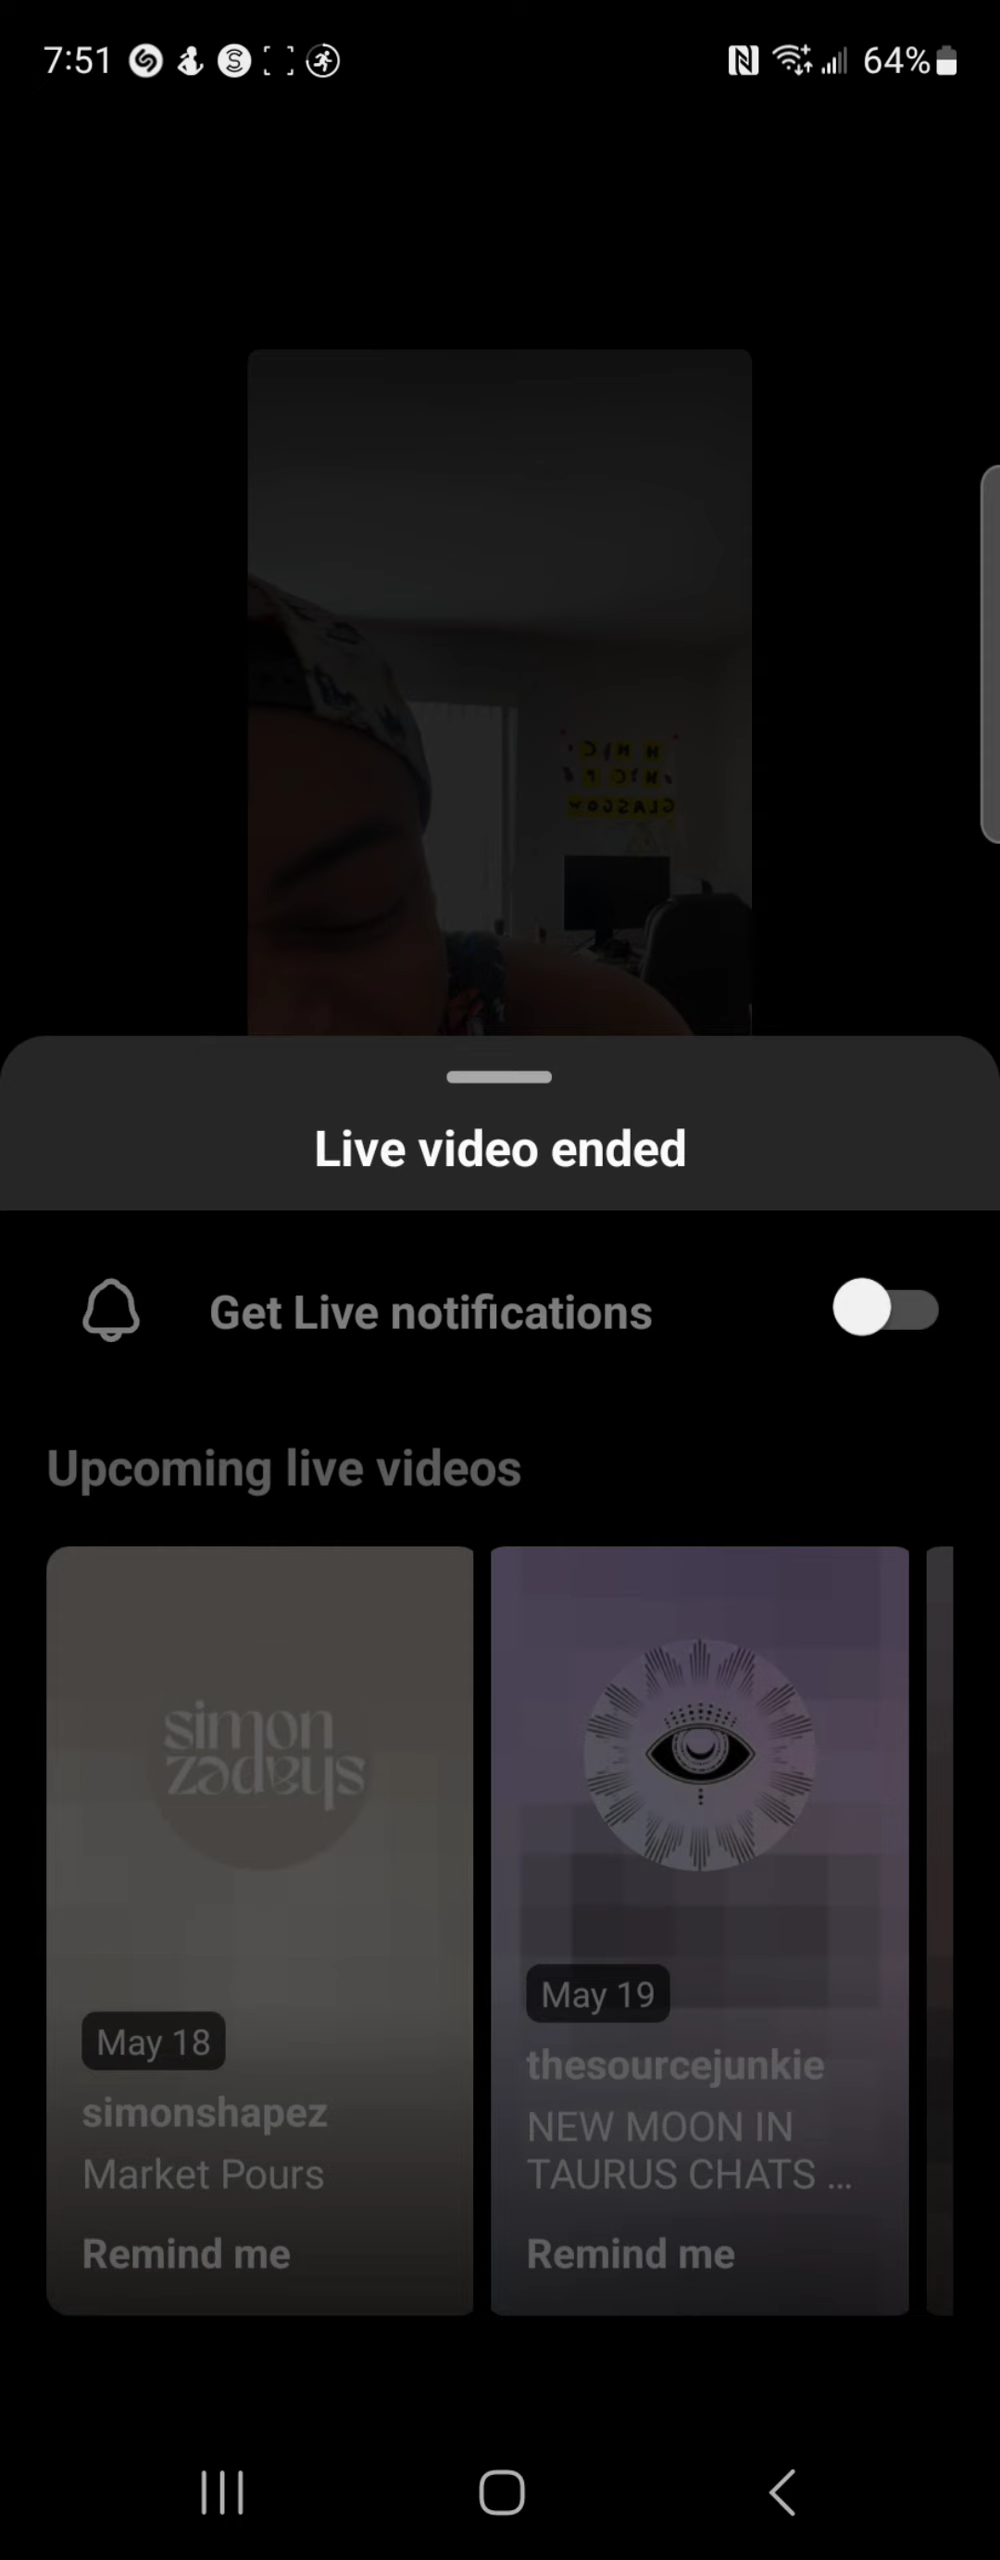 7:51
64%
Live video ended
Get Live notifications
Upcoming live videos
simon
shapez
May 18
simonshapez
Market Pours
Remind me
May 19
thesourcejunkie
NEW MOON IN
TAURUS CHATS ...
Remind me